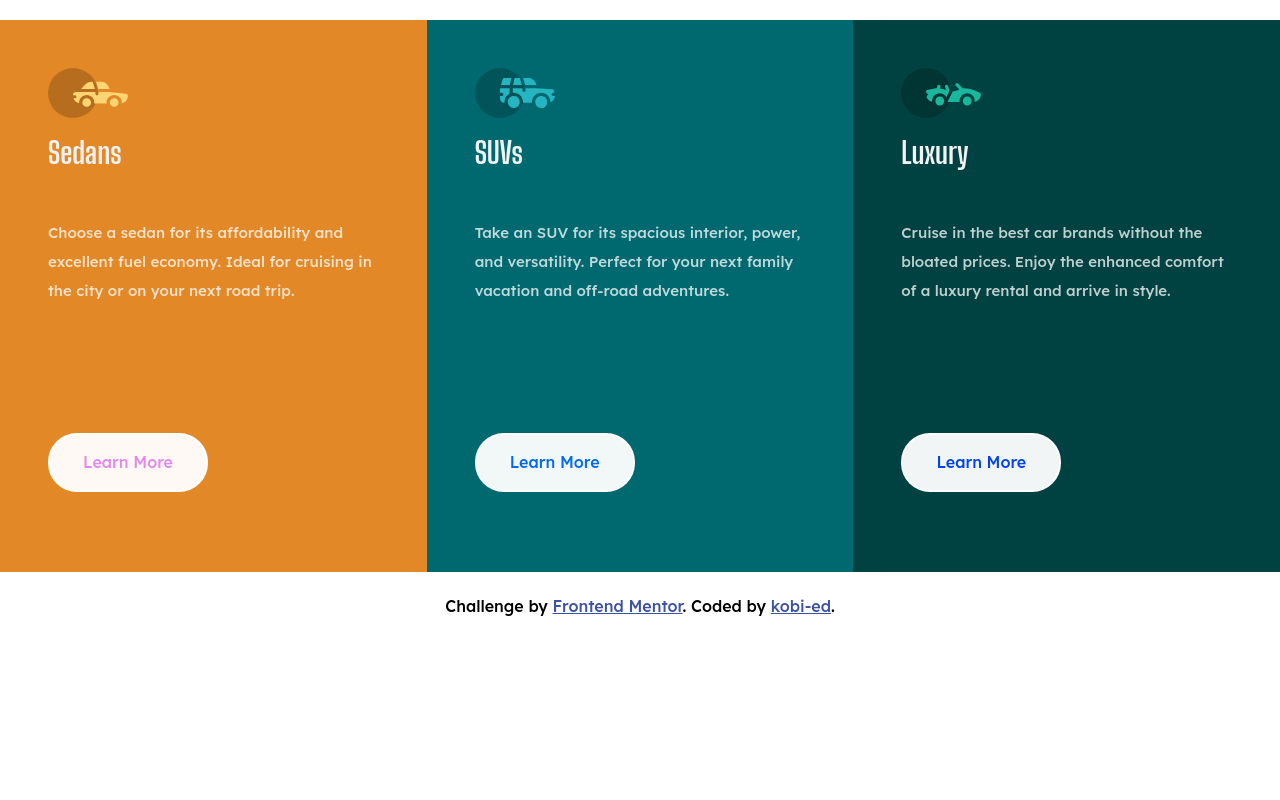 Sedans
Choose a sedan for its affordability and
excellent fuel economy. Ideal for cruising in
the city or on your next road trip.
Learn More
SUVs
Take an SUV for its spacious interior, power,
and versatility. Perfect for your next family
vacation and off-road adventures.
Learn More
Luxury
Cruise in the best car brands without the
bloated prices. Enjoy the enhanced comfort
of a luxury rental and arrive in style.
Learn More
Challenge by Frontend Mentor. Coded by kobi-ed.